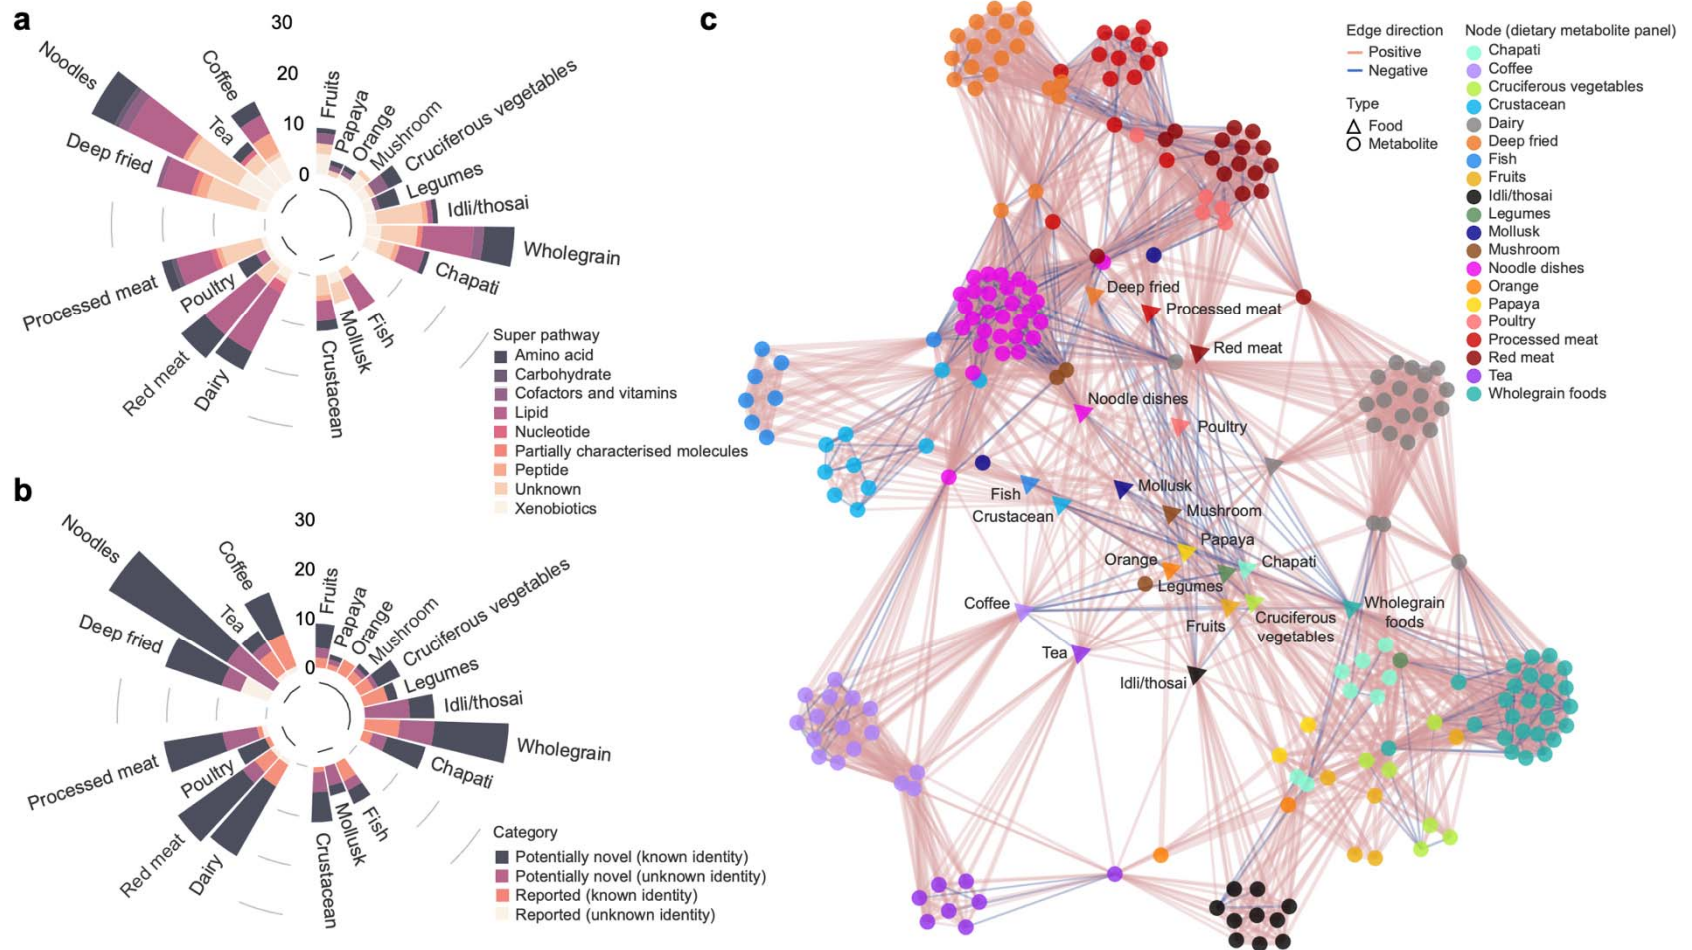 a
30
20
10
0
Noodles
Coffee
Tea
Deep fried
Fruits
Papaya
Orange
Mushroom
Cruciferous vegetables
Legumes
Idli/thosai
Wholegrain
Chapati
Fish
Mollusk
Crustacean
Dairy
Red meat
Poultry
Processed meat
Super pathway
Amino acid
Carbohydrate
Cofactors and vitamins
Lipid
Nucleotide
Partially characterised molecules
Peptide
Unknown
Xenobiotics
b
30
20
10
0
Noodles
Coffee
Tea
Deep fried
Fruits
Papaya
Orange
Mushroom
Cruciferous vegetables
Legumes
Idli/thosai
Wholegrain
Chapati
Fish
Mollusk
Crustacean
Dairy
Red meat
Poultry
Processed meat
Category
Potentially novel (known identity)
Potentially novel (unknown identity)
Reported (known identity)
Reported (unknown identity)
c
Deep fried
Processed meat
Red meat
Noodle dishes
Poultry
Fish
Mollusk
Crustacean
Mushroom
Papaya
Orange
Chapati
Legumes
Coffee
Fruits
Cruciferous
vegetables
Wholegrain
foods
Tea
Idli/thosai
Edge direction
Positive
Negative
Type
Food
Metabolite
Node (dietary metabolite panel)
Chapati
Coffee
Cruciferous vegetables
Crustacean
Dairy
Deep fried
Fish
Fruits
Idli/thosai
Legumes
Mollusk
Mushroom
Noodle dishes
Orange
Papaya
Poultry
Processed meat
Red meat
Tea
Wholegrain foods